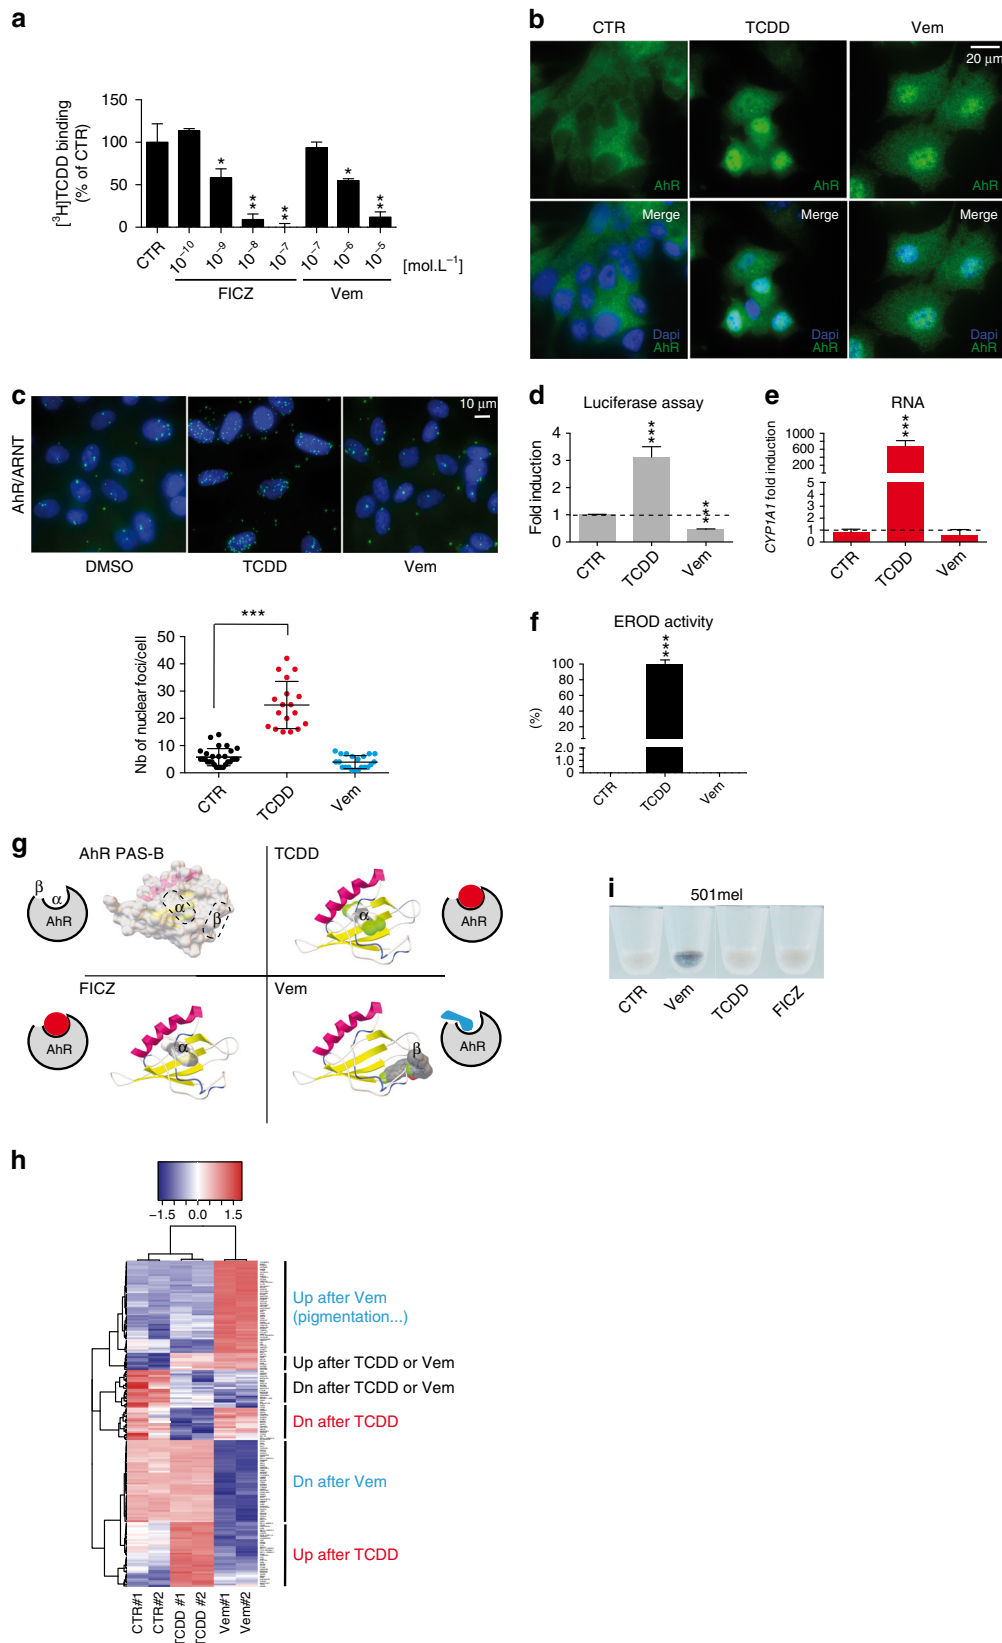 a
[³H]TCDD binding
(% of CTR)
150
100
50
0
*
**
**
*
**
CTR
10⁻¹⁰
10⁻⁹
10⁻⁸
10⁻⁷
10⁻⁷
10⁻⁶
10⁻⁵
[mol.L⁻¹]
FICZ
Vem
b
CTR
TCDD
Vem
20 μm
AhR
AhR
AhR
Merge
Merge
Merge
Dapi
AhR
Dapi
AhR
Dapi
AhR
c
AhR/ARNT
10 μm
DMSO
TCDD
Vem
Nb of nuclear foci/cell
50
40
30
20
10
0
***
CTR
TCDD
Vem
d
Luciferase assay
Fold induction
4
3
2
1
0
***
***
CTR
TCDD
Vem
e
RNA
CYP1A1 fold induction
1000
800
600
5
4
3
2
1
0
***
CTR
TCDD
Vem
f
EROD activity
(%)
100
80
60
40
20
2.0
1.0
0
***
CTR
TCDD
Vem
g
AhR PAS-B
β
α
AhR
α
β
TCDD
α
AhR
FICZ
AhR
α
Vem
β
AhR
i
501mel
CTR
Vem
TCDD
FICZ
h
−1.5
0.0
1.5
Up after Vem
(pigmentation...)
Up after TCDD or Vem
Dn after TCDD or Vem
Dn after TCDD
Dn after Vem
Up after TCDD
CTR#1
CTR#2
TCDD #1
TCDD #2
Vem#1
Vem#2